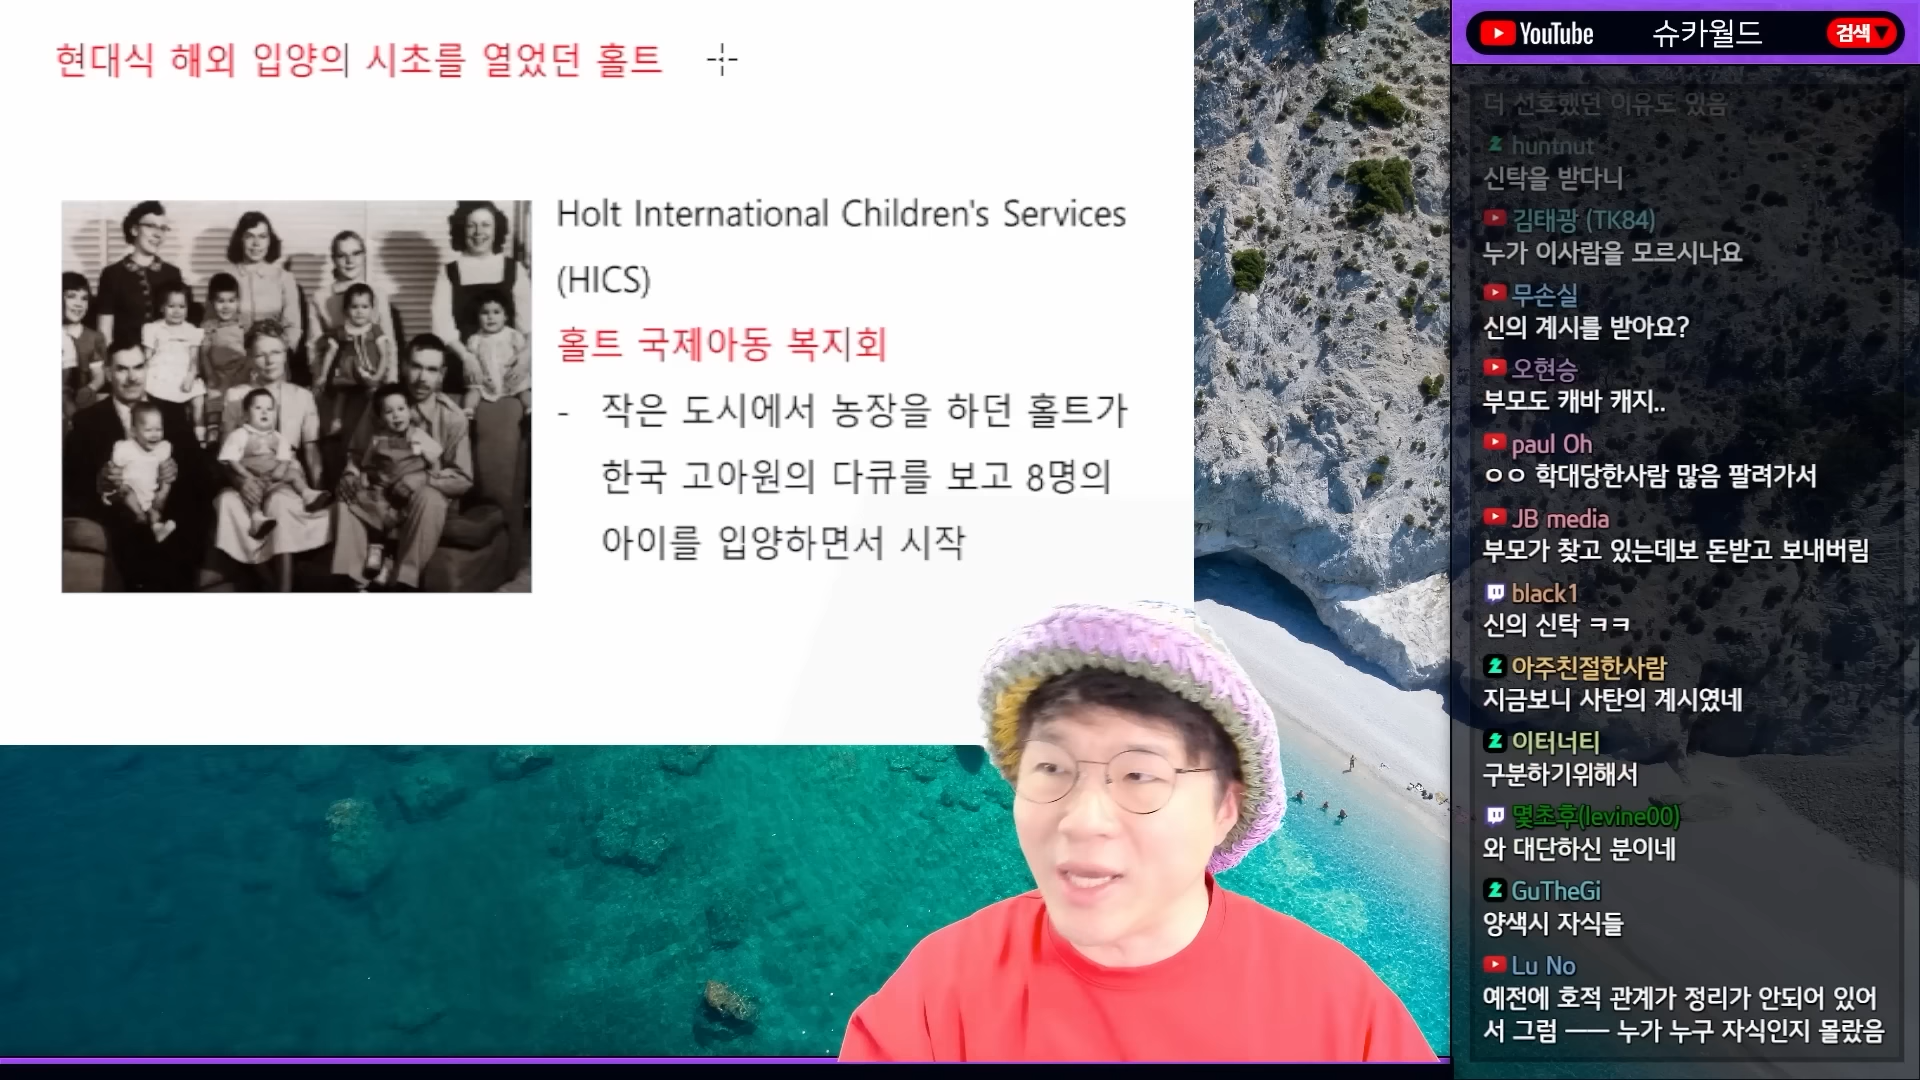 현대식 해외 입양의 시초를 열었던 홀트
Holt International Children's Services
(HICS)
홀트 국제아동 복지회
- 작은 도시에서 농장을 하던 홀트가
한국 고아원의 다큐를 보고 8명의
아이를 입양하면서 시작
YouTube 슈카월드 검색
더 선호했던 이유도 있음
huntnut
신탁을 받다니
김태광 (TK84)
누가 이사람을 모르시나요
무손실
신의 계시를 받아요?
오현승
부모도 캐바 캐지..
paul Oh
ㅇㅇ 학대당한사람 많음 팔려가서
JB media
부모가 찾고 있는데보 돈받고 보내버림
black1
신의 신탁 ㅋㅋ
아주친절한사람
지금보니 사탄의 계시였네
이터너티
구분하기위해서
몇초후(levine00)
와 대단하신 분이네
GuTheGi
양색시 자식들
Lu No
예전에 호적 관계가 정리가 안되어 있어
서 그럼 ㅡㅡ 누가 누구 자식인지 몰랐음